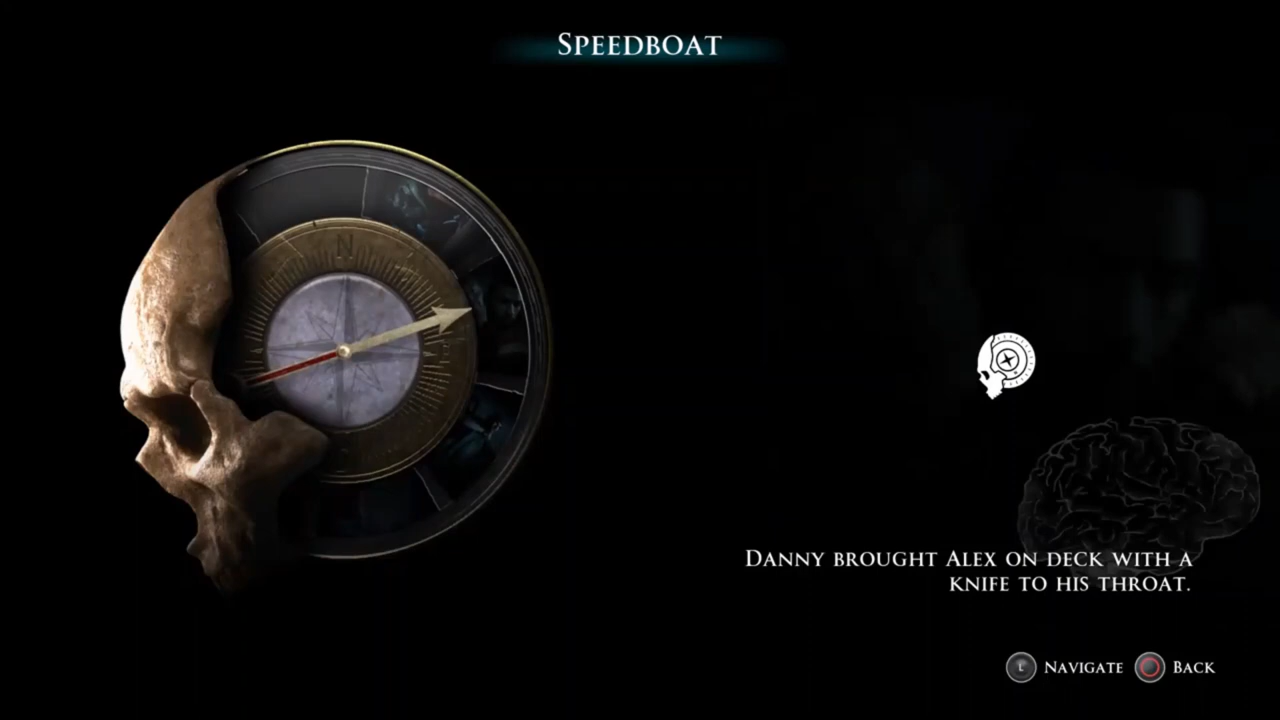 Speedboat
N
Danny brought Alex on deck with a
knife to his throat.
L Navigate Back